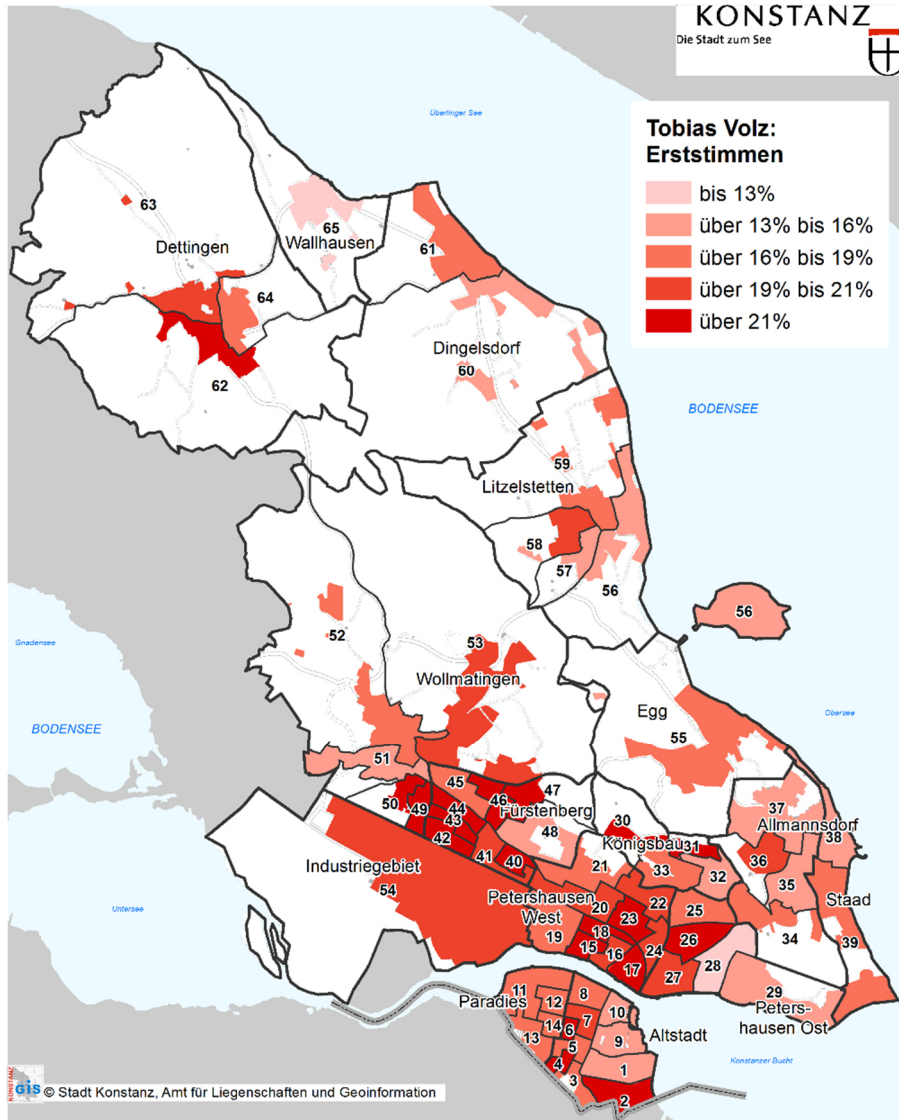 KONSTANZ
Die Stadt zum See
Überlinger See
Tobias Volz:
Erststimmen
bis 13%
über 13% bis 16%
über 16% bis 19%
über 19% bis 21%
über 21%
63
65
Dettingen
Wallhausen
61
64
Dingelsdorf
60
62
BODENSEE
59
Litzelstetten
58
57
56
56
52
53
Gnadensee
Wollmatingen
Egg
Obersee
BODENSEE
55
51
45
47
50
46
44
49
Fürstenberg
30
37
43
48
Allmannsdorf
42
Königsbau
31
38
41
40
36
Industriegebiet
21
33
32
35
54
Petershausen
22
Staad
West
20
25
Untersee
23
18
19
15
24
26
34
39
16
17
27
28
11
8
29
Paradies
12
10
Peters-
7
hausen Ost
14
6
Altstadt
13
5
9
4
1
Konstanzer Bucht
3
2
KONSTANZ
GIS
© Stadt Konstanz, Amt für Liegenschaften und Geoinformation